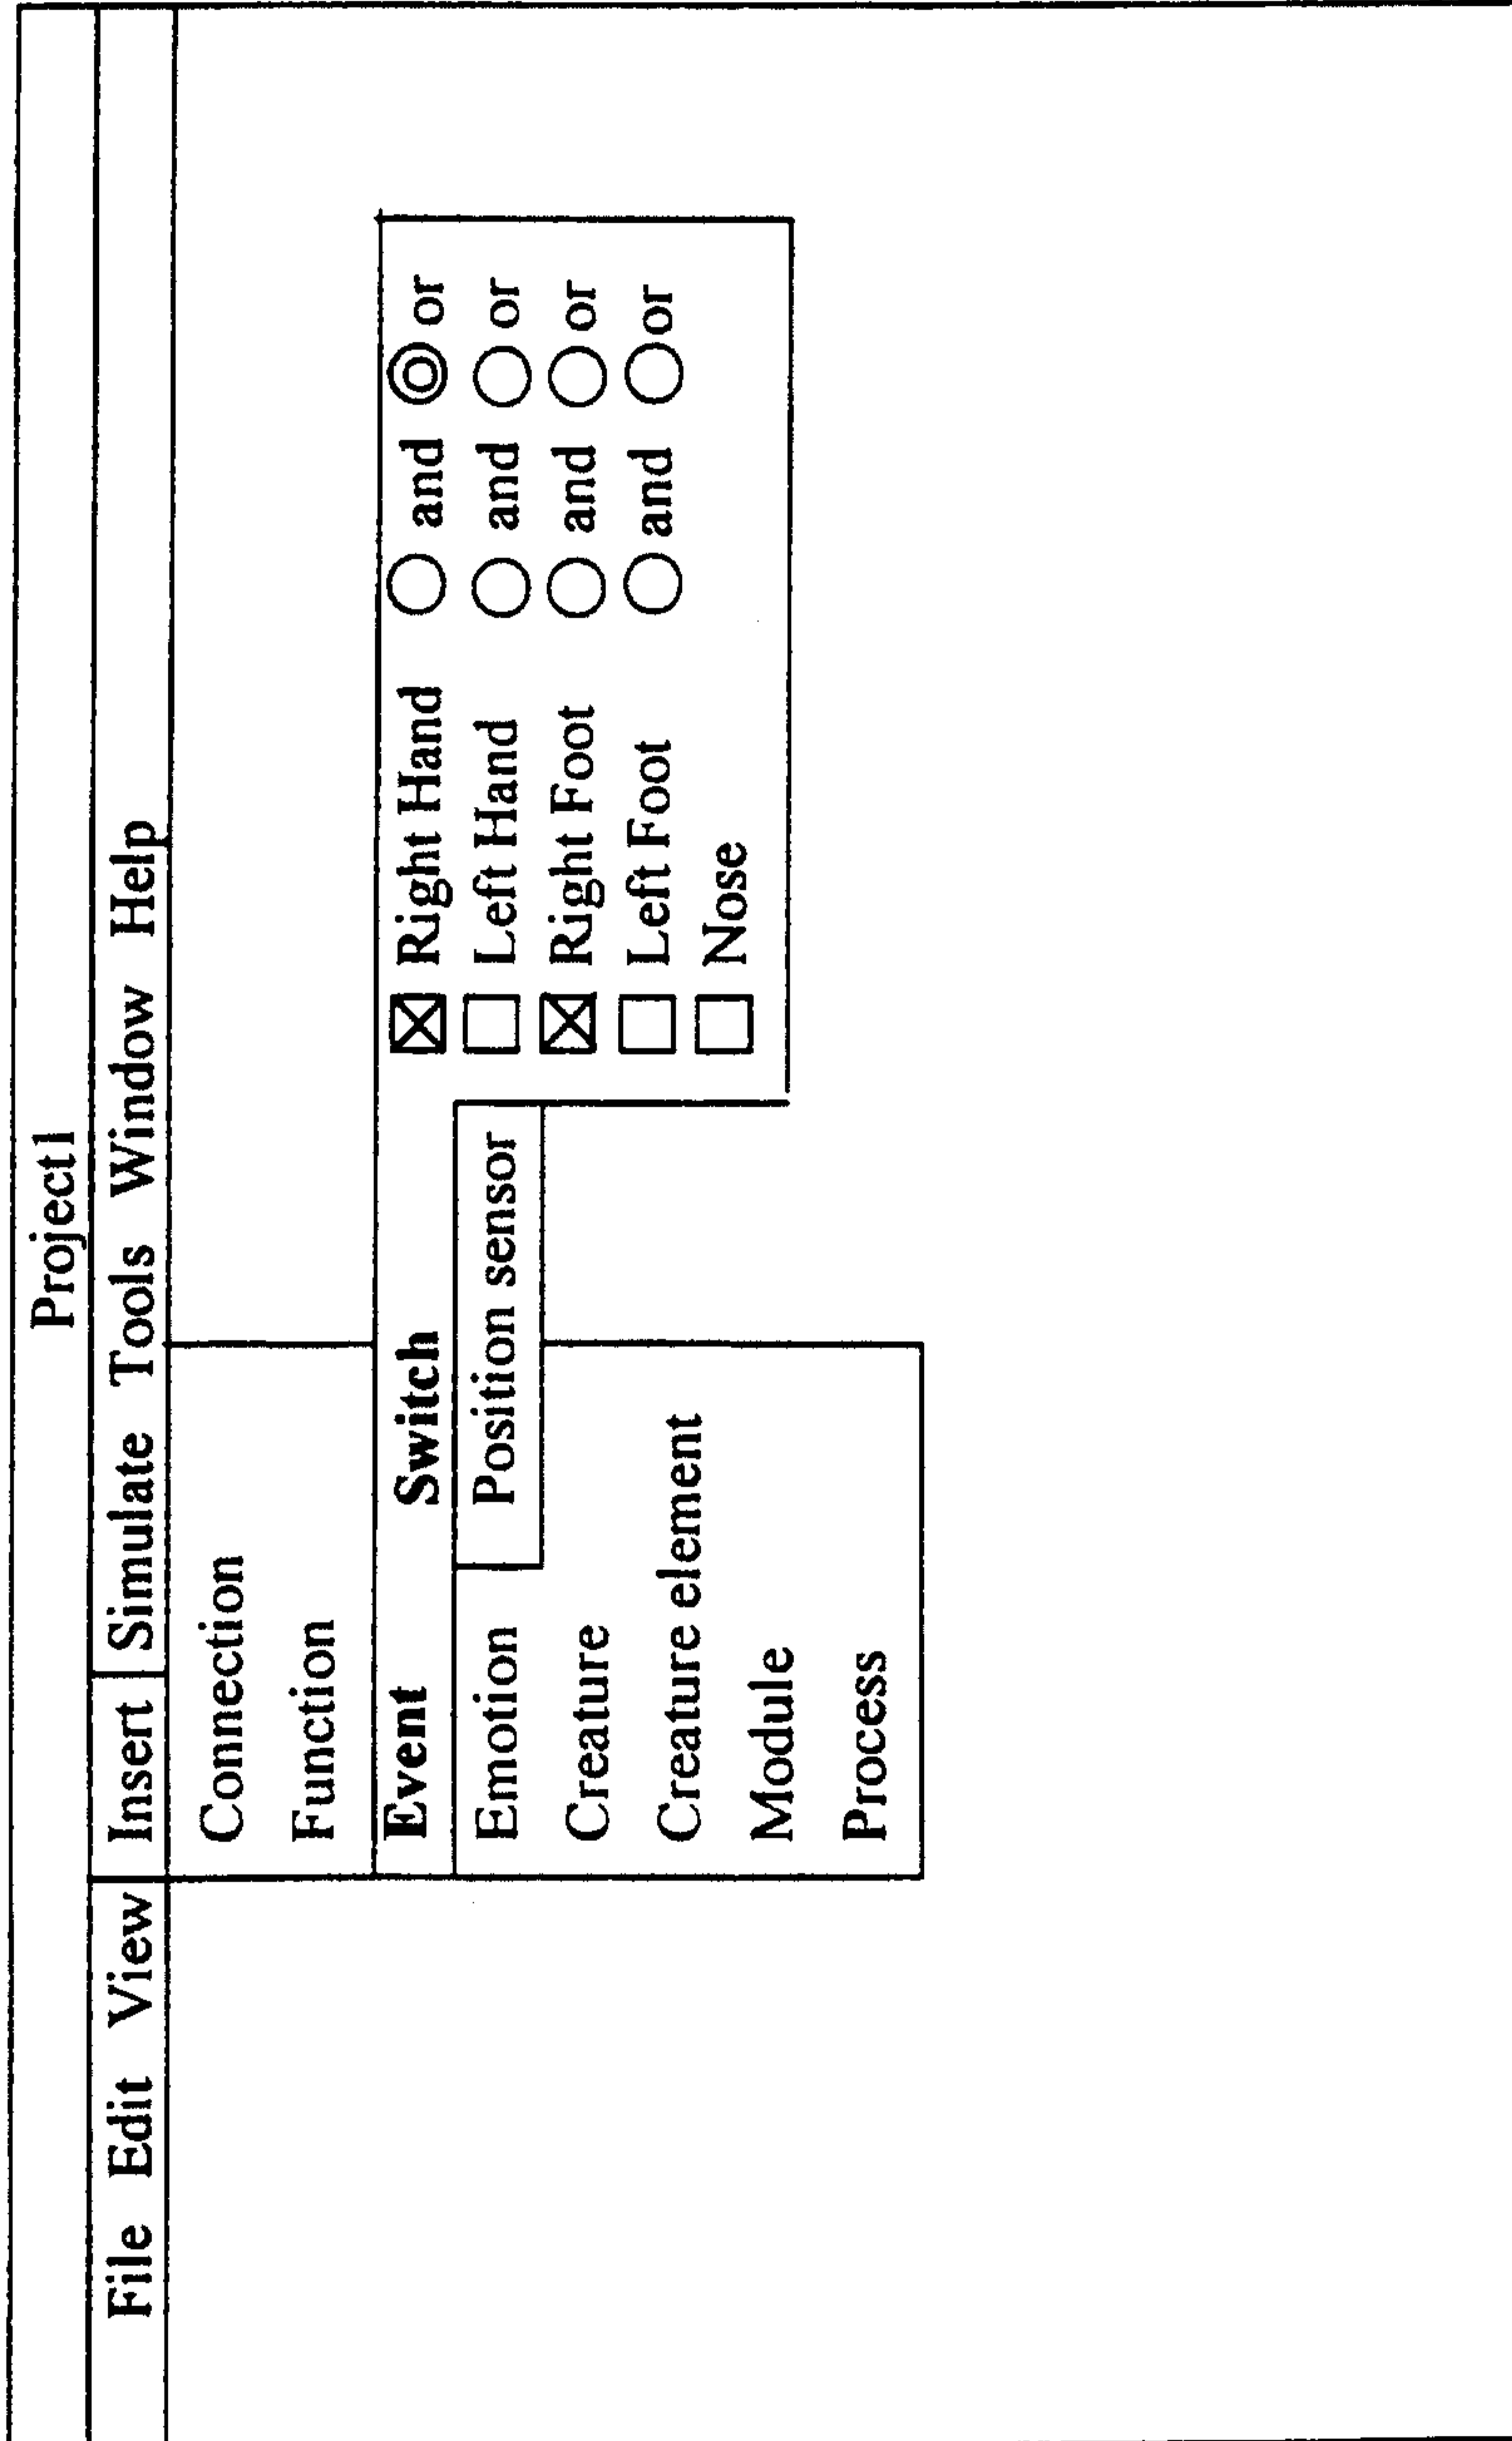 Project1
File Edit View Insert Simulate Tools Window Help
Connection
Function
Event Switch Right Hand and or
Emotion Position sensor Left Hand and or
Creature Right Foot and or
Creature element Left Foot and or
Module Nose
Process